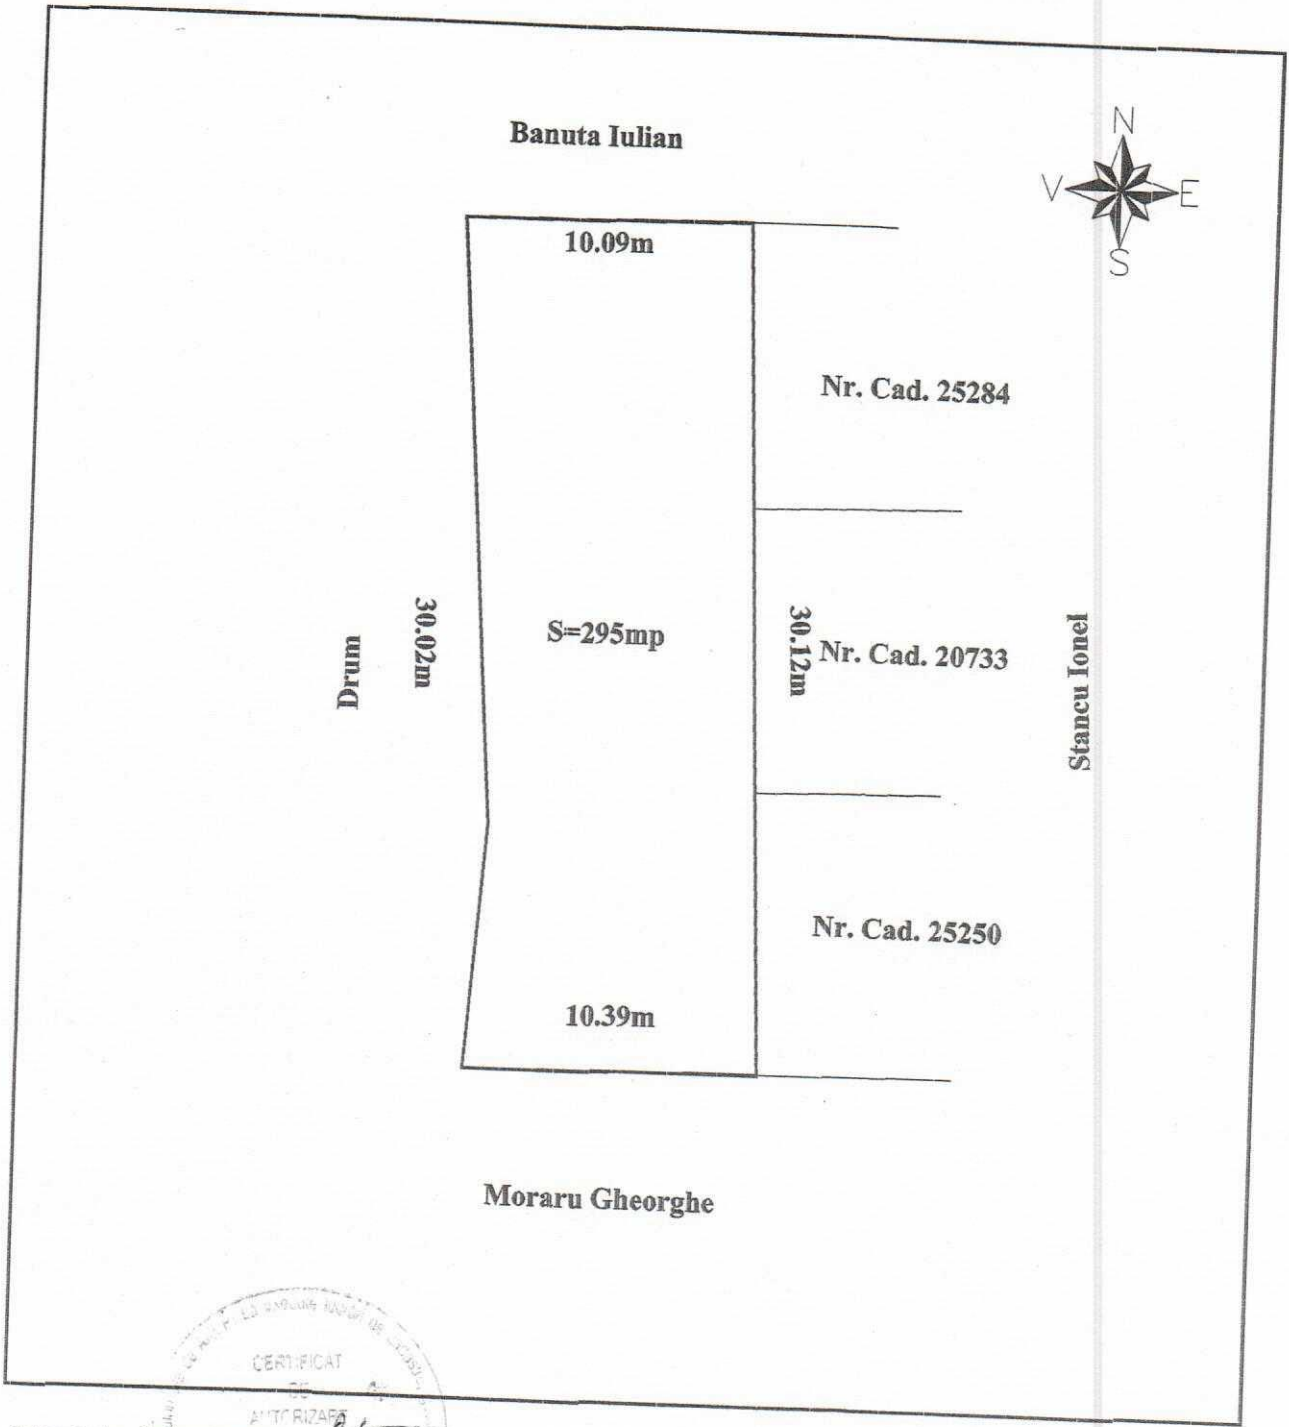 Banuta Iulian
N
V
E
S
10.09m
Nr. Cad. 25284
Drum
30.02m
S=295mp
30.12m
Nr. Cad. 20733
Stancu Ionel
Nr. Cad. 25250
10.39m
Moraru Gheorghe
CERTIFICAT
DE
AUTORIZARE